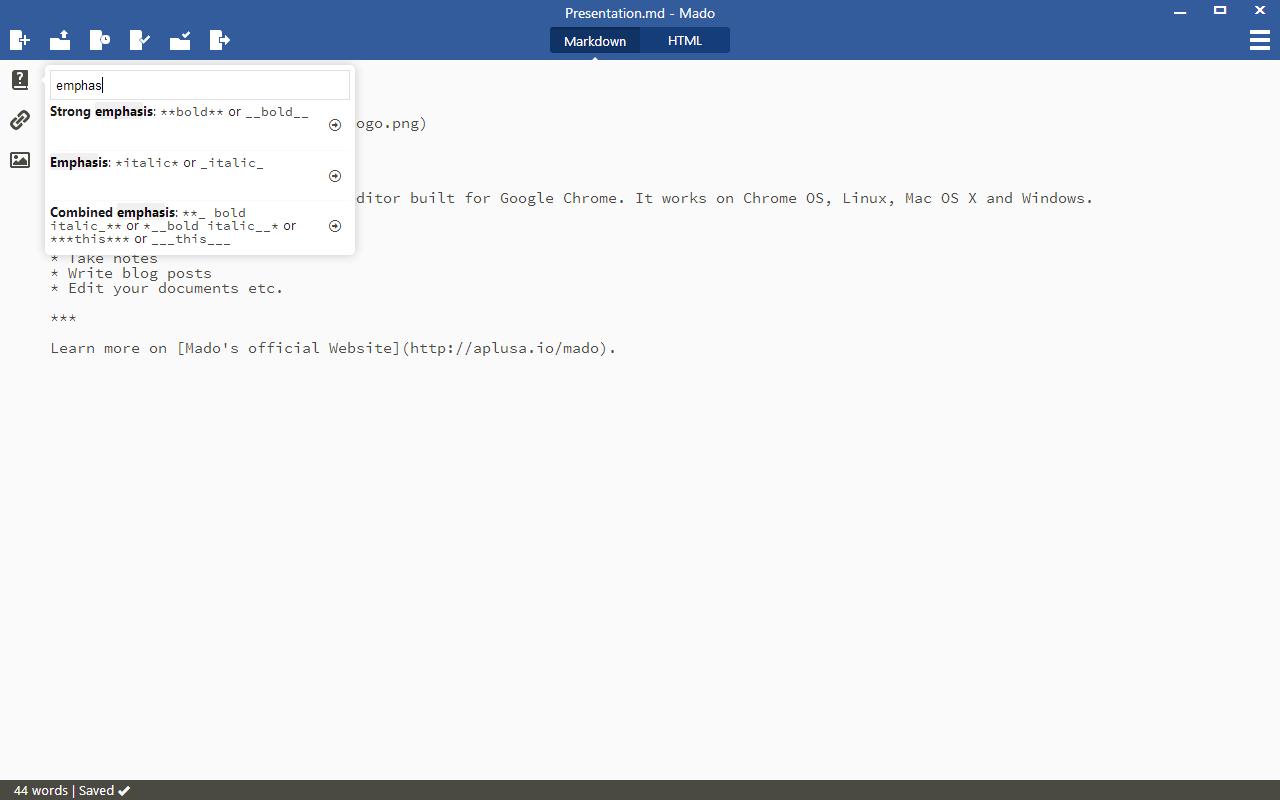 Presentation.md - Mado
Markdown HTML
emphas
Strong emphasis: **bold** or __bold__
ogo.png)
Emphasis: *italic* or _italic_
ditor built for Google Chrome. It works on Chrome OS, Linux, Mac OS X and Windows.
Combined emphasis: **_ bold
italic_** or *__bold italic__* or
***this*** or ___this___
* Take notes
* Write blog posts
* Edit your documents etc.
***
Learn more on [Mado's official Website](http://aplusa.io/mado).
44 words | Saved